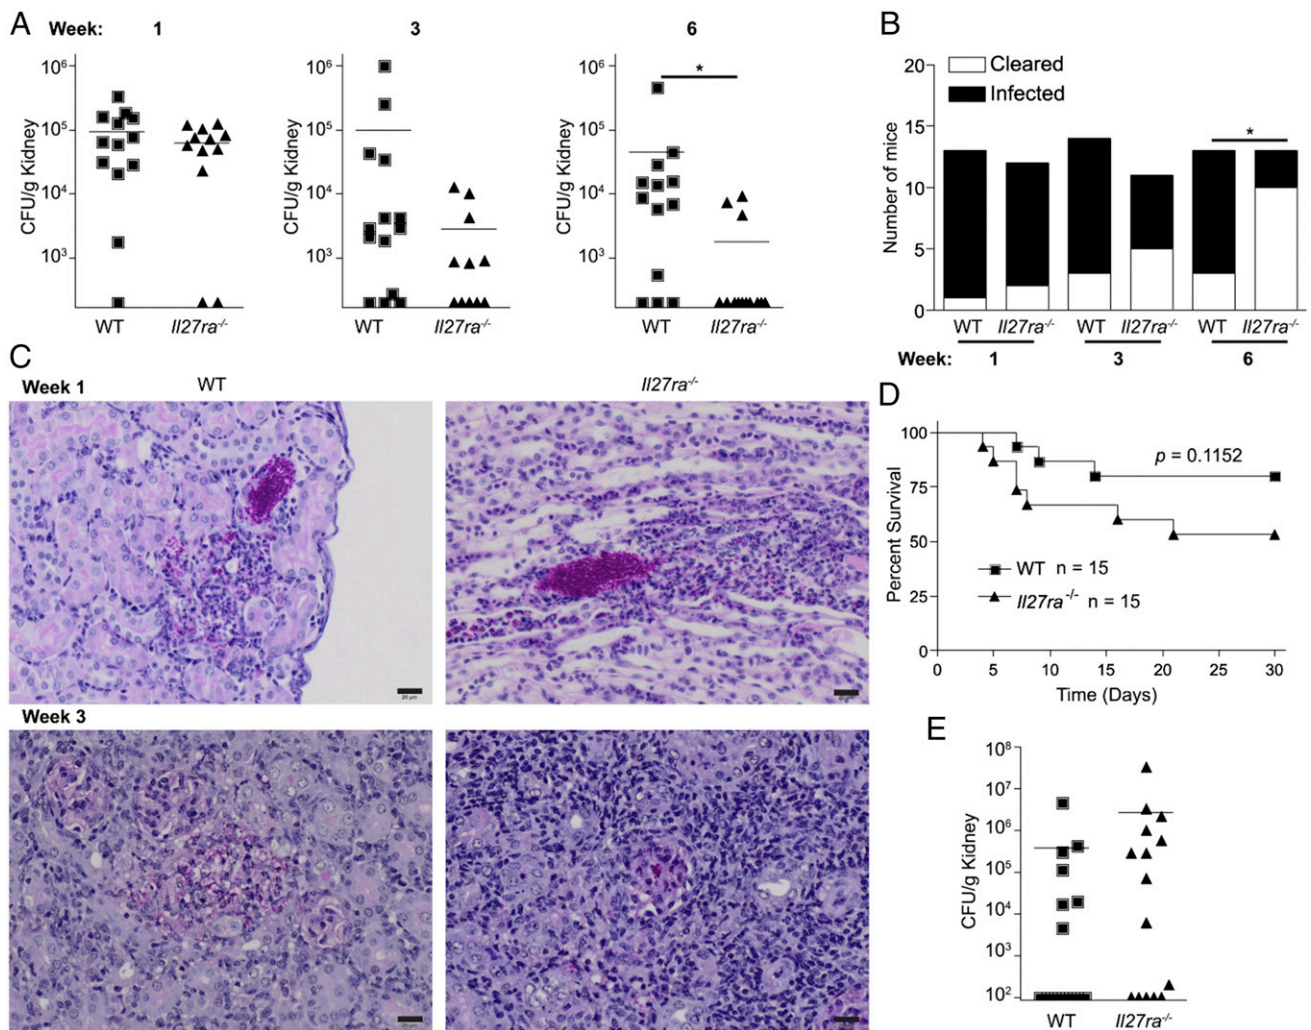 A
Week: 1 3 6
CFU/g Kidney
10⁶
10⁵
10⁴
10³
WT Il27ra⁻/⁻
CFU/g Kidney
10⁶
10⁵
10⁴
10³
WT Il27ra⁻/⁻
CFU/g Kidney
10⁶
10⁵
10⁴
10³
*
WT Il27ra⁻/⁻
B
Cleared
Infected
Number of mice
20
15
10
5
0
*
WT Il27ra⁻/⁻ WT Il27ra⁻/⁻ WT Il27ra⁻/⁻
Week: 1 3 6
C
Week 1 WT Il27ra⁻/⁻
20 µm
Week 3
D
Percent Survival
100
75
50
25
0
p = 0.1152
WT n = 15
Il27ra⁻/⁻ n = 15
0 5 10 15 20 25 30
Time (Days)
E
CFU/g Kidney
10⁸
10⁷
10⁶
10⁵
10⁴
10³
10²
WT Il27ra⁻/⁻